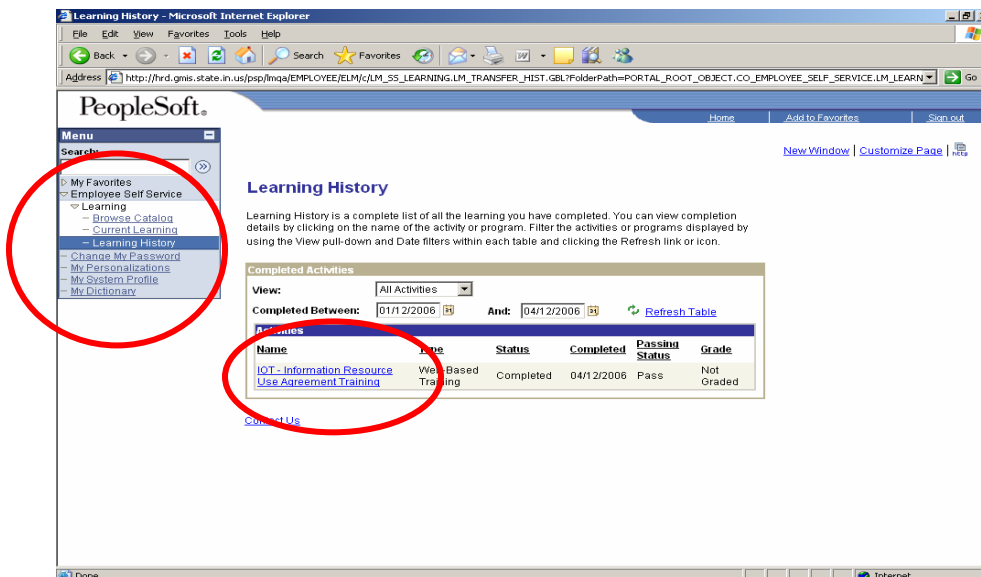 Learning History - Microsoft Internet Explorer
File Edit View Favorites Tools Help
Back Search Favorites
Address http://hrd.gmis.state.in.us/psp/lmqa/EMPLOYEE/ELM/c/LM_SS_LEARNING.LM_TRANSFER_HIST.GBL?FolderPath=PORTAL_ROOT_OBJECT.CO_EMPLOYEE_SELF_SERVICE.LM_LEARN Go
PeopleSoft.
Home Add to Favorites Sign out
Menu
New Window | Customize Page |
Search:
My Favorites
Employee Self Service
Learning
– Browse Catalog
– Current Learning
– Learning History
– Change My Password
– My Personalizations
– My System Profile
– My Dictionary
Learning History
Learning History is a complete list of all the learning you have completed. You can view completion
details by clicking on the name of the activity or program. Filter the activities or programs displayed by
using the View pull-down and Date filters within each table and clicking the Refresh link or icon.
Completed Activities
View: All Activities
Completed Between: 01/12/2006 And: 04/12/2006 Refresh Table
Activities
Name Type Status Completed Passing Status Grade
IOT - Information Resource Web-Based Completed 04/12/2006 Pass Not
Use Agreement Training Training Graded
Contact Us
Done Internet